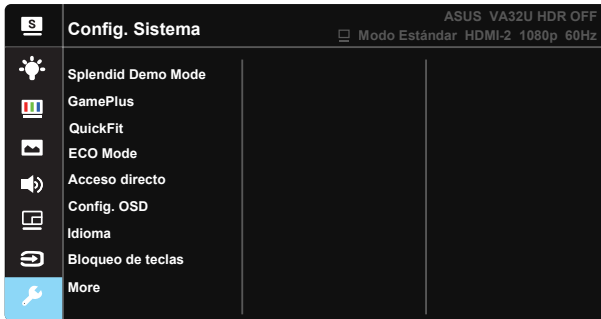 S
Config. Sistema
ASUS VA32U HDR OFF
Modo Estándar HDMI-2 1080p 60Hz
Splendid Demo Mode
GamePlus
QuickFit
ECO Mode
Acceso directo
Config. OSD
Idioma
Bloqueo de teclas
More